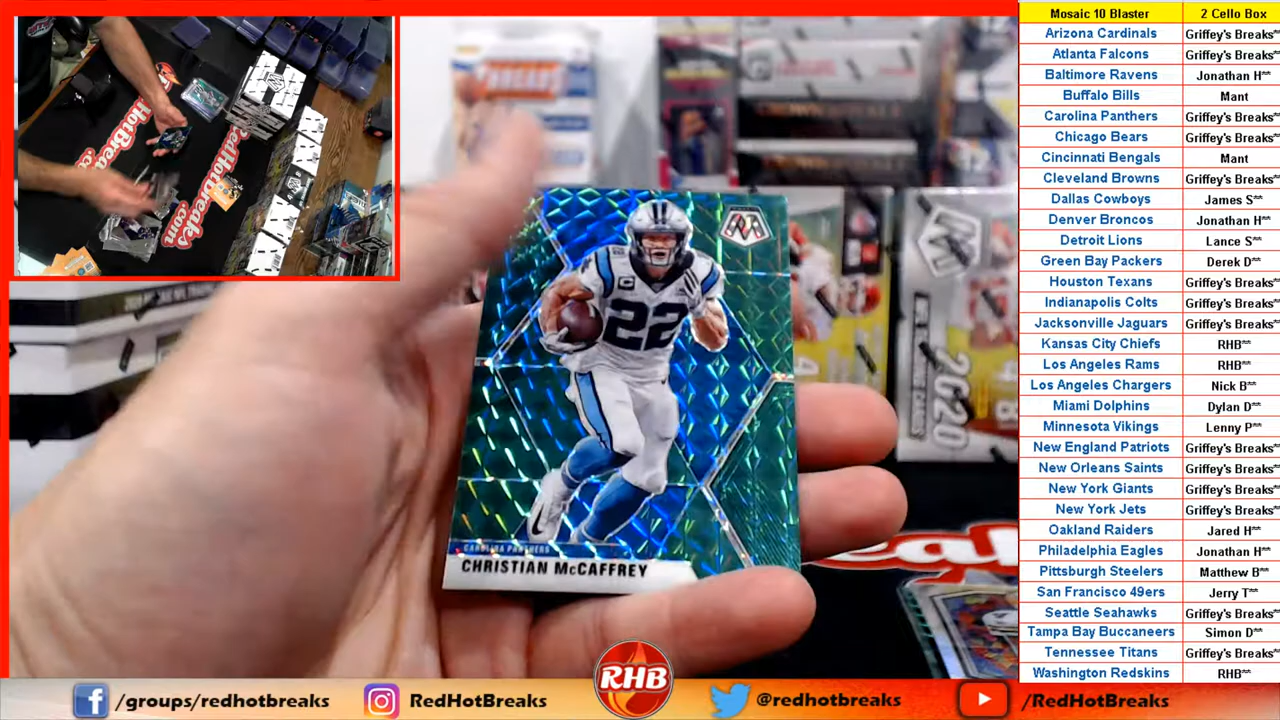 Mosaic 10 Blaster 2 Cello Box
Arizona Cardinals Griffey's Breaks**
Atlanta Falcons Griffey's Breaks**
Baltimore Ravens Jonathan H**
Buffalo Bills Mant
Carolina Panthers Griffey's Breaks**
Chicago Bears Griffey's Breaks**
Cincinnati Bengals Mant
Cleveland Browns Griffey's Breaks**
Dallas Cowboys James S**
Denver Broncos Jonathan H**
Detroit Lions Lance S**
Green Bay Packers Derek D**
Houston Texans Griffey's Breaks**
Indianapolis Colts Griffey's Breaks**
Jacksonville Jaguars Griffey's Breaks**
Kansas City Chiefs RHB**
Los Angeles Rams RHB**
Los Angeles Chargers Nick B**
Miami Dolphins Dylan D**
Minnesota Vikings Lenny P**
New England Patriots Griffey's Breaks**
New Orleans Saints Griffey's Breaks**
New York Giants Griffey's Breaks**
New York Jets Griffey's Breaks**
Oakland Raiders Jared H**
Philadelphia Eagles Jonathan H**
Pittsburgh Steelers Matthew B**
San Francisco 49ers Jerry T**
Seattle Seahawks Griffey's Breaks**
Tampa Bay Buccaneers Simon D**
Tennessee Titans Griffey's Breaks**
Washington Redskins RHB**
HotBreaks
.com
RedHotBreaks
.com
THREADS
2020
22
CAROLINA PANTHERS
CHRISTIAN McCAFFREY
RHB
/groups/redhotbreaks
RedHotBreaks
@redhotbreaks
/RedHotBreaks